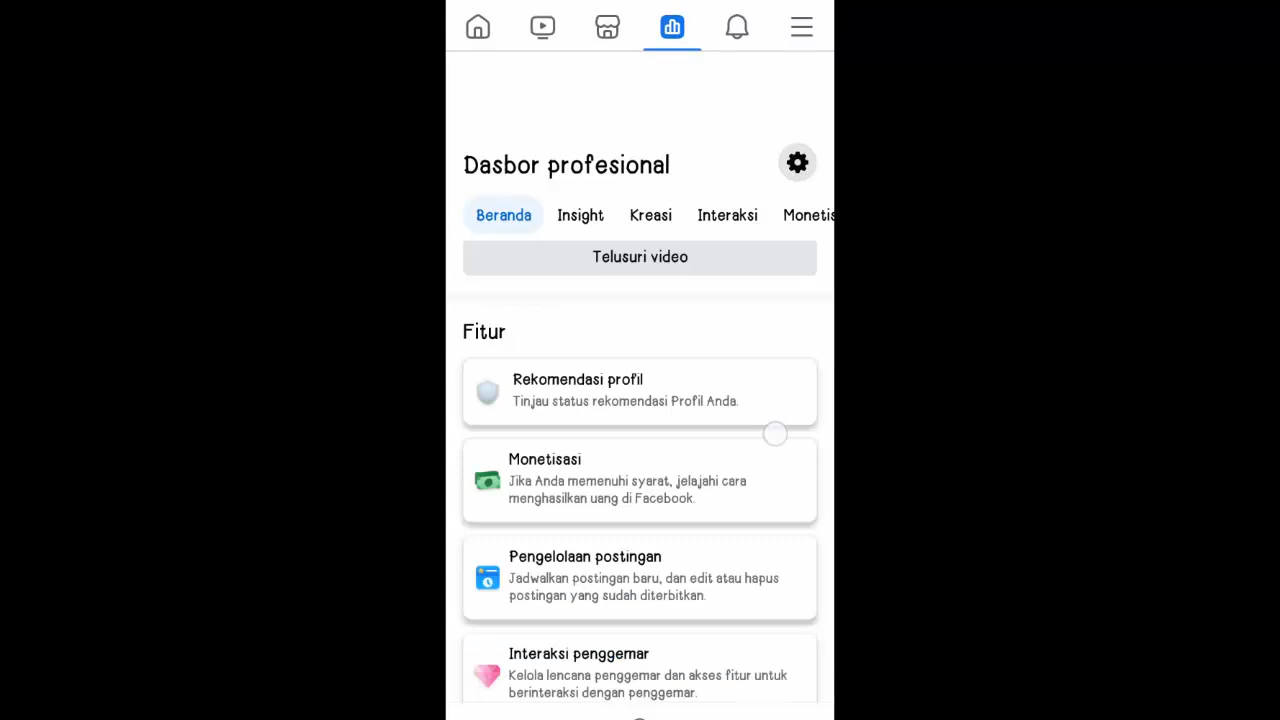 Dasbor profesional
Beranda Insight Kreasi Interaksi Monetis
Telusuri video
Fitur
Rekomendasi profil
Tinjau status rekomendasi Profil Anda.
Monetisasi
Jika Anda memenuhi syarat, jelajahi cara
menghasilkan uang di Facebook.
Pengelolaan postingan
Jadwalkan postingan baru, dan edit atau hapus
postingan yang sudah diterbitkan.
Interaksi penggemar
Kelola lencana penggemar dan akses fitur untuk
berinteraksi dengan penggemar.